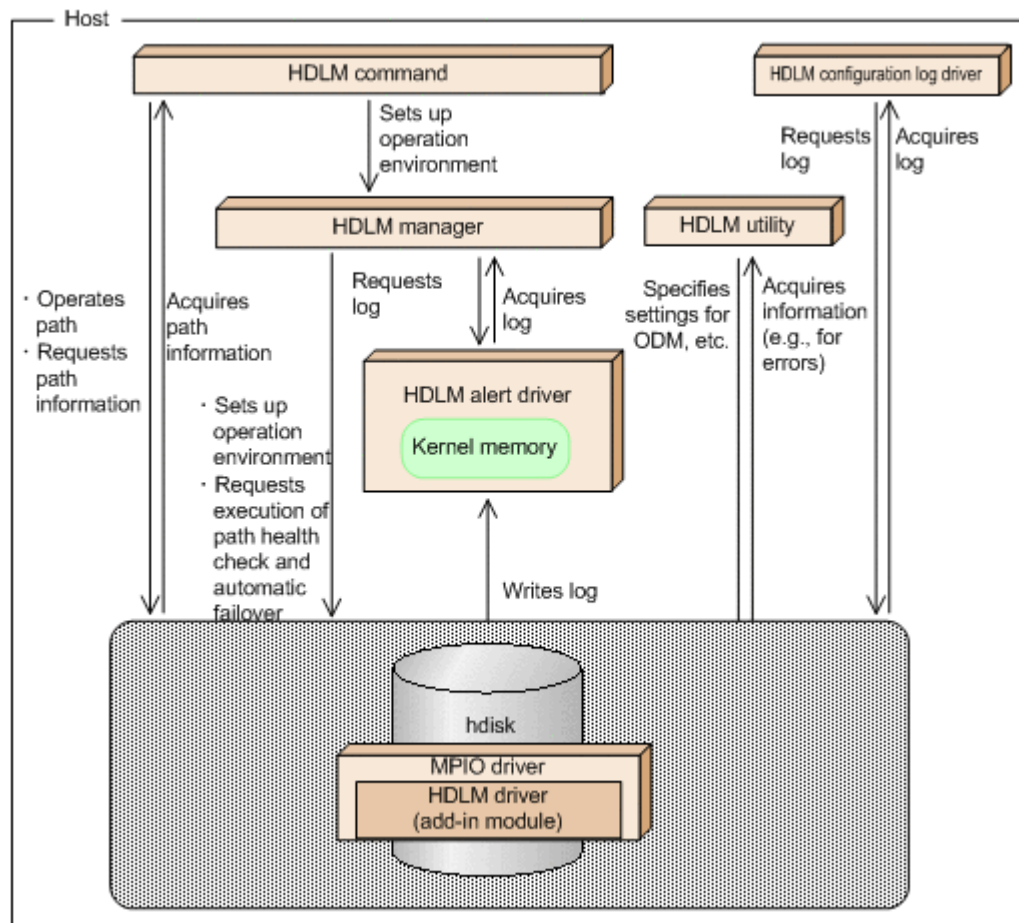 Host
HDLM command
HDLM configuration log driver
Sets up
operation
environment
Requests
log
Acquires
log
HDLM manager
HDLM utility
· Operates
path
· Requests
path
information
Acquires
path
information
Requests
log
Acquires
log
Specifies
settings for
ODM, etc.
Acquires
information
(e.g., for
errors)
HDLM alert driver
Kernel memory
· Sets up
operation
environment
· Requests
execution of
path health
check and
automatic
failover
Writes log
hdisk
MPIO driver
HDLM driver
(add-in module)